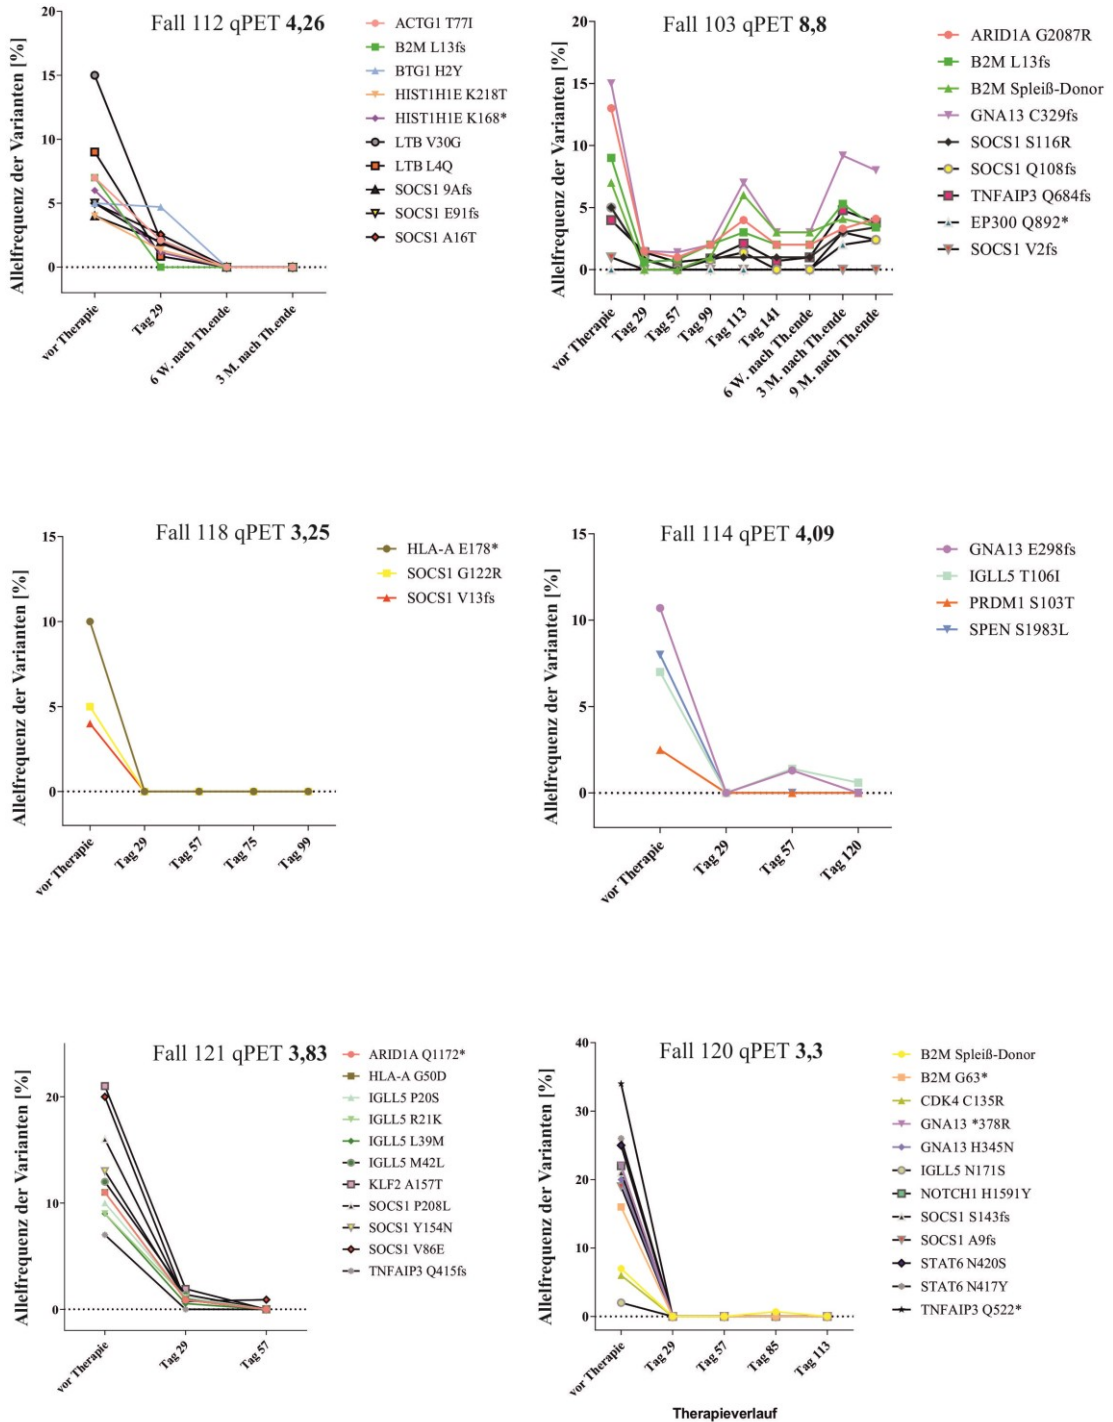 Fall 112 qPET 4,26
Allelfrequenz der Varianten [%]
20
15
10
5
0
vor Therapie
Tag 29
6 W. nach Th.ende
3 M. nach Th.ende
ACTG1 T77I
B2M L13fs
BTG1 H2Y
HIST1H1E K218T
HIST1H1E K168*
LTB V30G
LTB L4Q
SOCS1 9Afs
SOCS1 E91fs
SOCS1 A16T
Fall 103 qPET 8,8
Allelfrequenz der Varianten [%]
20
15
10
5
0
vor Therapie
Tag 29
Tag 57
Tag 99
Tag 113
Tag 141
6 W. nach Th.ende
3 M. nach Th.ende
9 M. nach Th.ende
ARID1A G2087R
B2M L13fs
B2M Spleiß-Donor
GNA13 C329fs
SOCS1 S116R
SOCS1 Q108fs
TNFAIP3 Q684fs
EP300 Q892*
SOCS1 V2fs
Fall 118 qPET 3,25
Allelfrequenz der Varianten [%]
15
10
5
0
vor Therapie
Tag 29
Tag 57
Tag 75
Tag 99
HLA-A E178*
SOCS1 G122R
SOCS1 V13fs
Fall 114 qPET 4,09
Allelfrequenz der Varianten [%]
15
10
5
0
vor Therapie
Tag 29
Tag 57
Tag 120
GNA13 E298fs
IGLL5 T106I
PRDM1 S103T
SPEN S1983L
Fall 121 qPET 3,83
Allelfrequenz der Varianten [%]
20
10
0
vor Therapie
Tag 29
Tag 57
ARID1A Q1172*
HLA-A G50D
IGLL5 P20S
IGLL5 R21K
IGLL5 L39M
IGLL5 M42L
KLF2 A157T
SOCS1 P208L
SOCS1 Y154N
SOCS1 V86E
TNFAIP3 Q415fs
Fall 120 qPET 3,3
Allelfrequenz der Varianten [%]
40
30
20
10
0
vor Therapie
Tag 29
Tag 57
Tag 85
Tag 113
B2M Spleiß-Donor
B2M G63*
CDK4 C135R
GNA13 *378R
GNA13 H345N
IGLL5 N171S
NOTCH1 H1591Y
SOCS1 S143fs
SOCS1 A9fs
STAT6 N420S
STAT6 N417Y
TNFAIP3 Q522*
Therapieverlauf